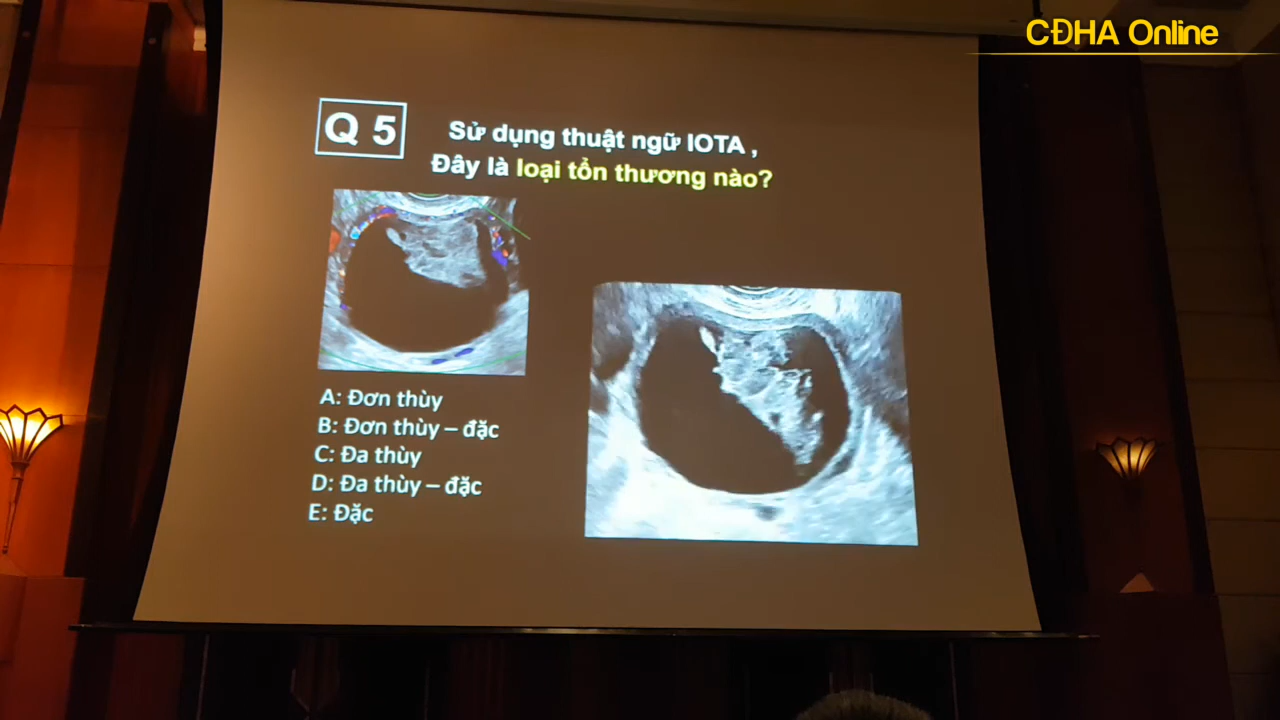 CĐHA Online
Q 5
Sử dụng thuật ngữ IOTA ,
Đây là loại tổn thương nào?
A: Đơn thùy
B: Đơn thùy – đặc
C: Đa thùy
D: Đa thùy – đặc
E: Đặc